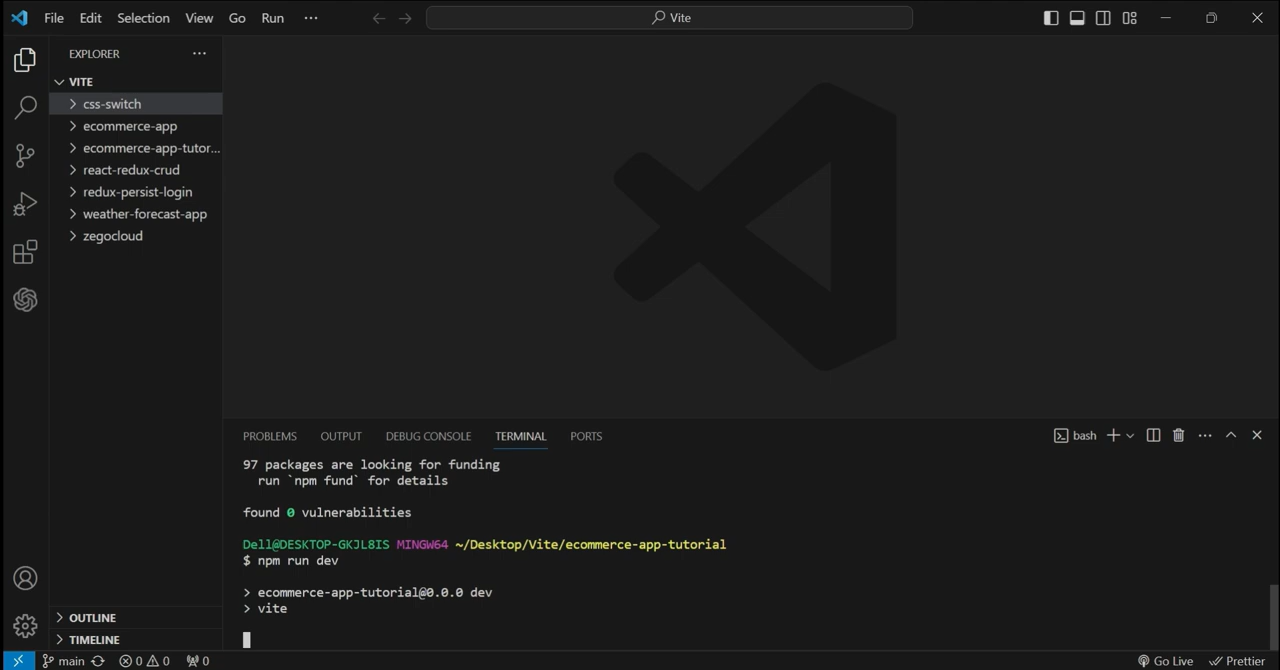 File Edit Selection View Go Run ···
Vite
EXPLORER ···
VITE
css-switch
ecommerce-app
ecommerce-app-tutor...
react-redux-crud
redux-persist-login
weather-forecast-app
zegocloud
OUTLINE
TIMELINE
PROBLEMS OUTPUT DEBUG CONSOLE TERMINAL PORTS
bash
97 packages are looking for funding
run `npm fund` for details
found 0 vulnerabilities
Dell@DESKTOP-GKJL8IS MINGW64 ~/Desktop/Vite/ecommerce-app-tutorial
$ npm run dev
> ecommerce-app-tutorial@0.0.0 dev
> vite
main 0 0 0 Go Live Prettier